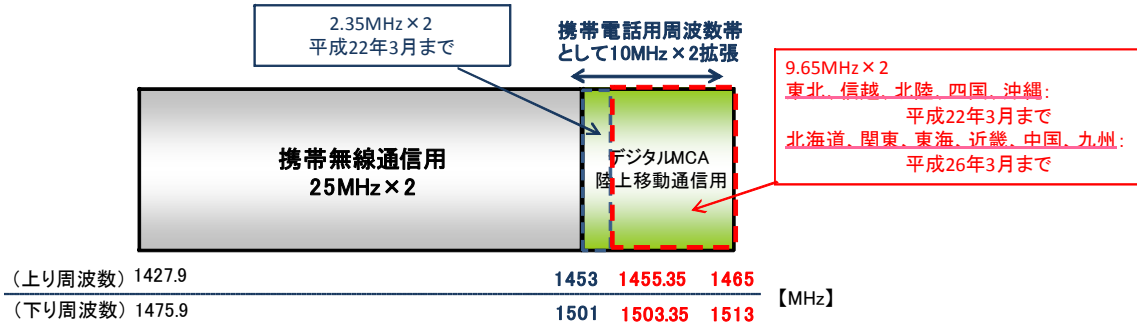 2.35MHz×2
平成22年3月まで
携帯電話用周波数帯
として10MHz×2拡張
9.65MHz×2
東北、信越、北陸、四国、沖縄:
平成22年3月まで
北海道、関東、東海、近畿、中国、九州:
平成26年3月まで
携帯無線通信用
25MHz×2
デジタルMCA
陸上移動通信用
(上り周波数) 1427.9 1453 1455.35 1465
【MHz】
(下り周波数) 1475.9 1501 1503.35 1513